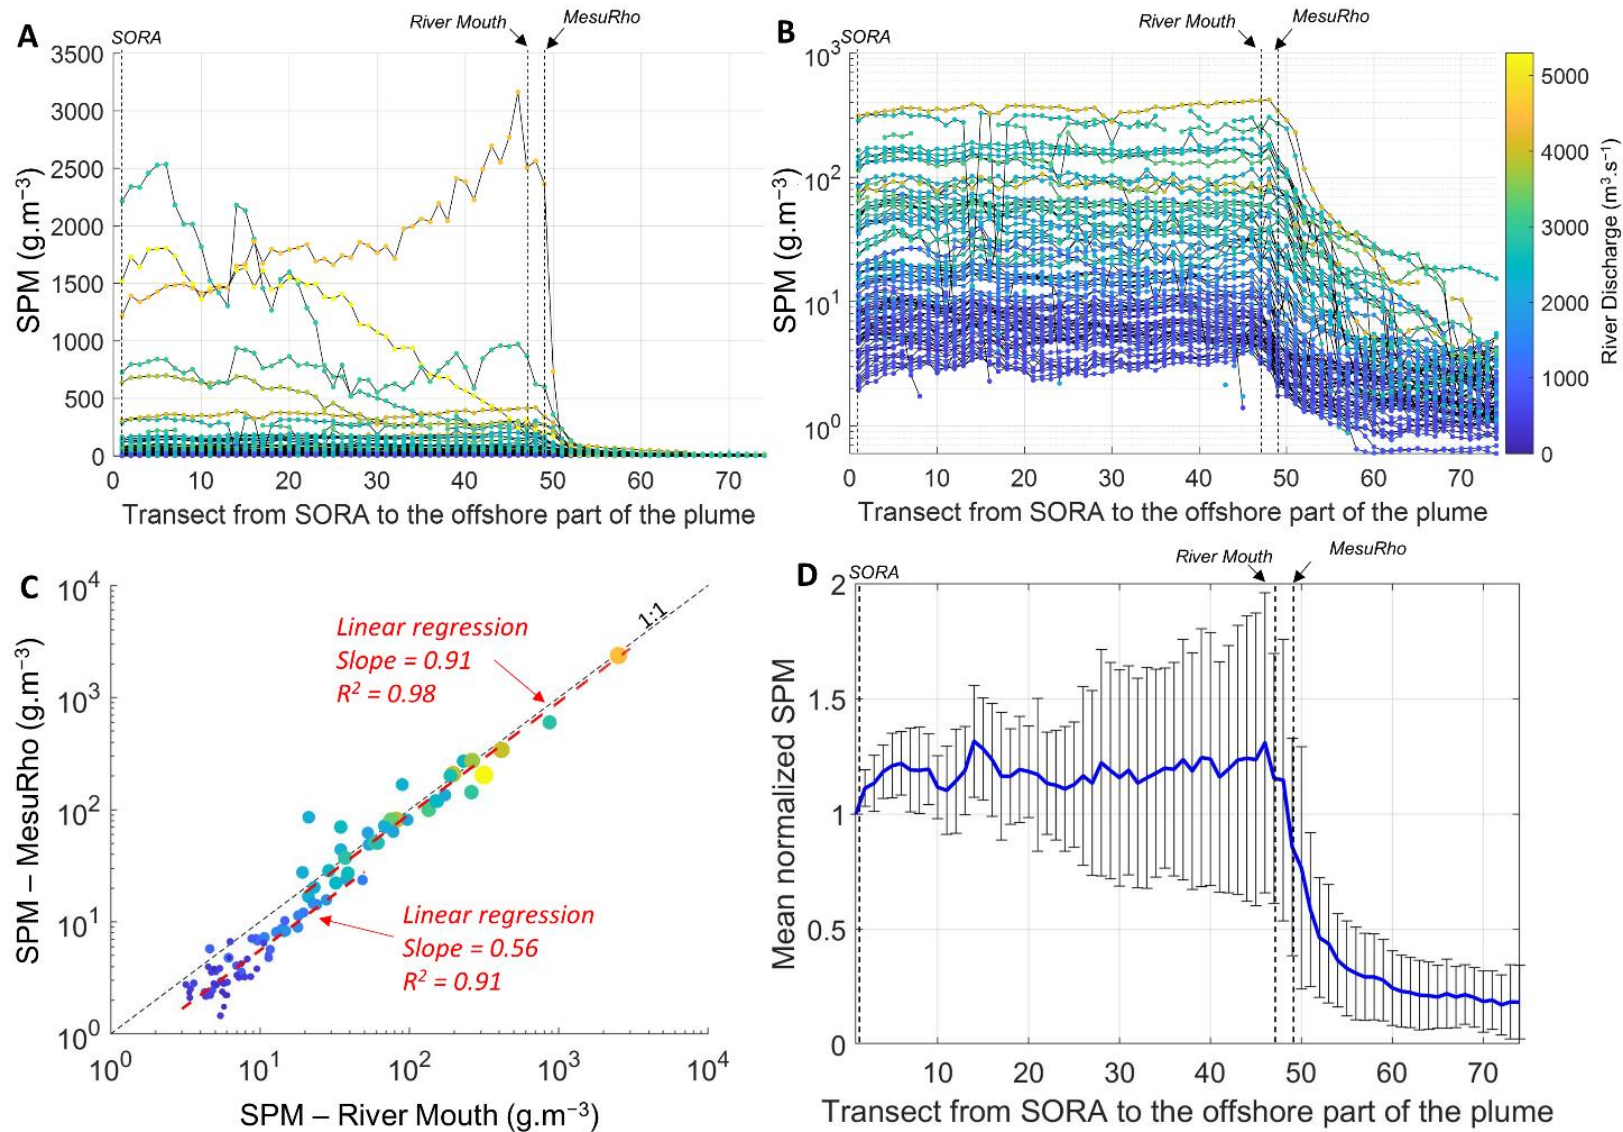 A
SORA
River Mouth
MesuRho
3500
3000
2500
2000
1500
1000
500
0
SPM (g.m⁻³)
0 10 20 30 40 50 60 70
Transect from SORA to the offshore part of the plume
B
SORA
River Mouth
MesuRho
10³
10²
10¹
10⁰
SPM (g.m⁻³)
0 10 20 30 40 50 60 70
Transect from SORA to the offshore part of the plume
5000
4000
3000
2000
1000
0
River Discharge (m³.s⁻¹)
C
10⁴
10³
10²
10¹
10⁰
SPM – MesuRho (g.m⁻³)
1:1
Linear regression
Slope = 0.91
R² = 0.98
Linear regression
Slope = 0.56
R² = 0.91
10⁰ 10¹ 10² 10³ 10⁴
SPM – River Mouth (g.m⁻³)
D
SORA
River Mouth
MesuRho
2
1.5
1
0.5
0
Mean normalized SPM
10 20 30 40 50 60 70
Transect from SORA to the offshore part of the plume